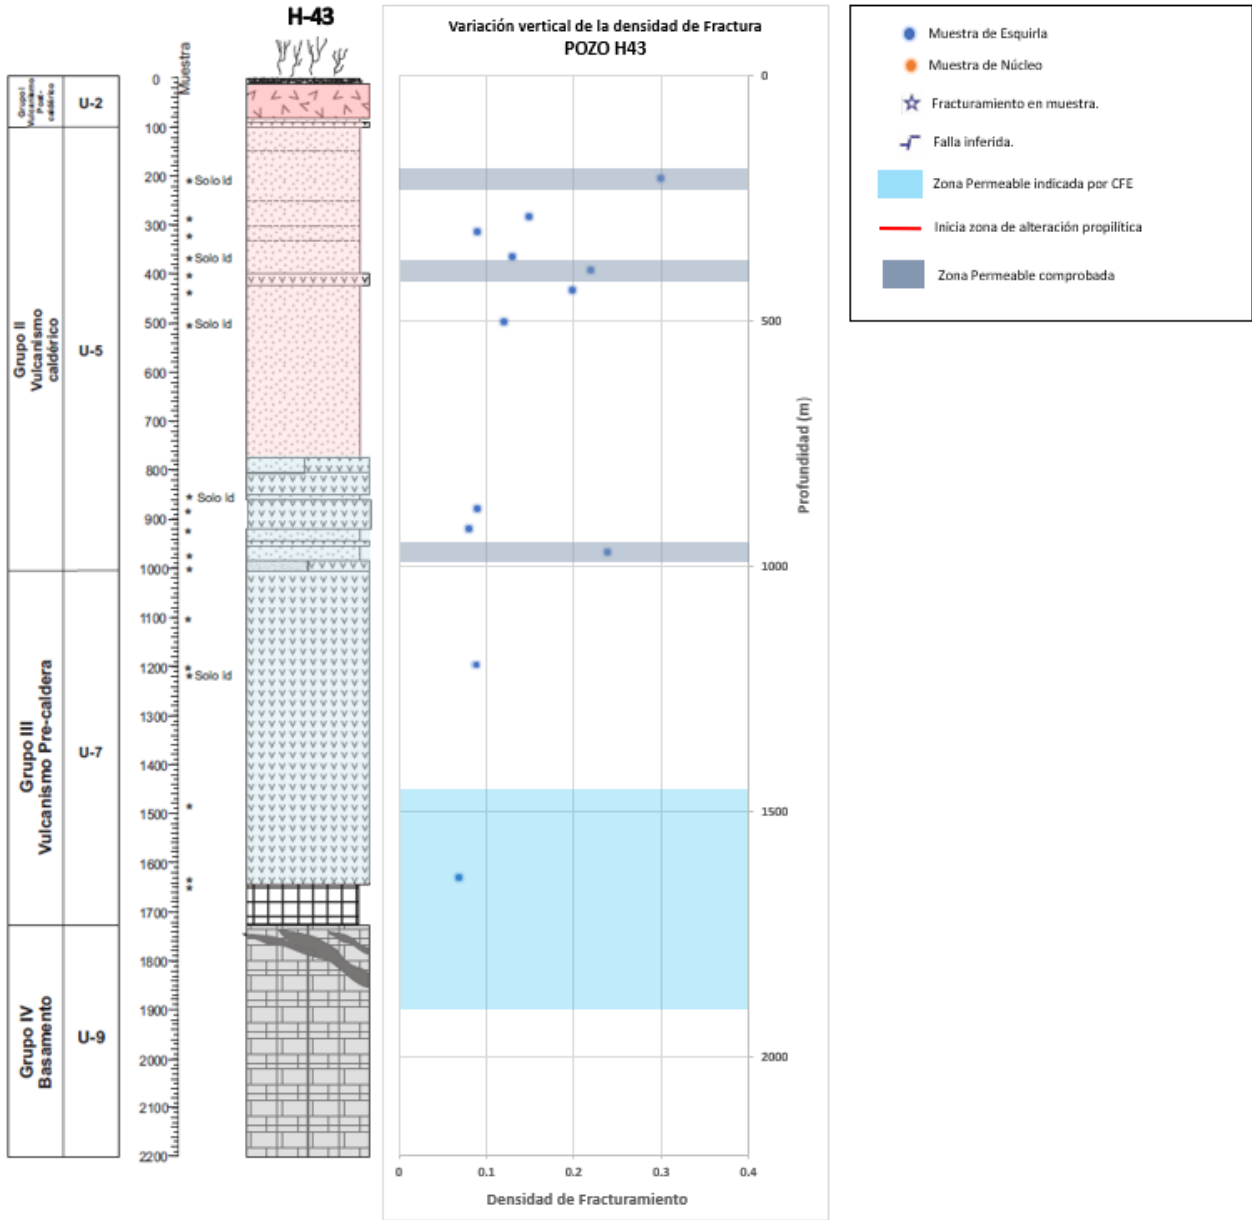 H-43
Muestra
0
100
200
300
400
500
600
700
800
900
1000
1100
1200
1300
1400
1500
1600
1700
1800
1900
2000
2100
2200
Grupo I
Vulcanismo
Post-
caldérico
U-2
Grupo II
Vulcanismo
caldérico
U-5
Grupo III
Vulcanismo Pre-caldera
U-7
Grupo IV
Basamento
U-9
* Solo Id
*
*
* Solo Id
*
*
* Solo Id
* Solo Id
*
*
*
*
*
*
* Solo Id
*
*
*
Variación vertical de la densidad de Fractura
POZO H43
0
500
1000
1500
2000
Profundidad (m)
0 0.1 0.2 0.3 0.4
Densidad de Fracturamiento
Muestra de Esquirla
Muestra de Núcleo
Fracturamiento en muestra.
Falla inferida.
Zona Permeable indicada por CFE
Inicia zona de alteración propilítica
Zona Permeable comprobada